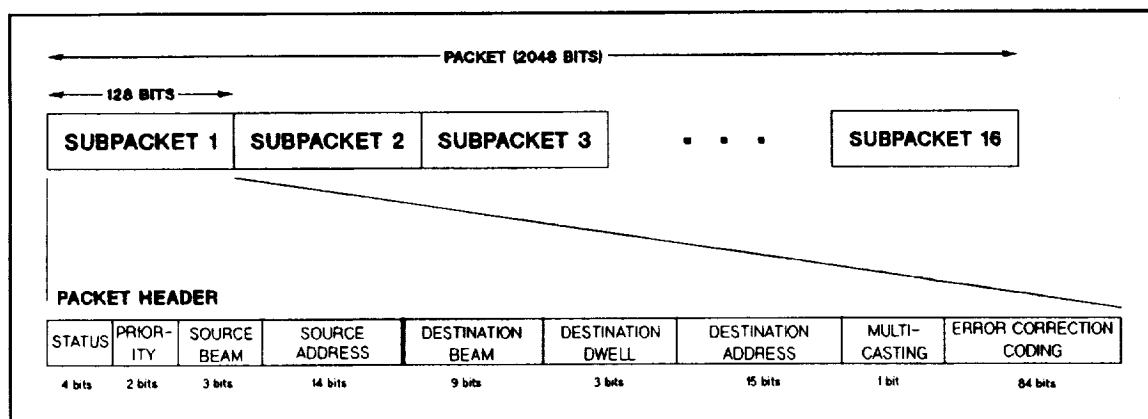 PACKET (2048 BITS)
128 BITS
SUBPACKET 1 SUBPACKET 2 SUBPACKET 3 . . . SUBPACKET 16
PACKET HEADER
STATUS PRIOR- SOURCE SOURCE DESTINATION DESTINATION DESTINATION MULTI- ERROR CORRECTION
ITY BEAM ADDRESS BEAM DWELL ADDRESS CASTING CODING
4 bits 2 bits 3 bits 14 bits 9 bits 3 bits 15 bits 1 bit 84 bits